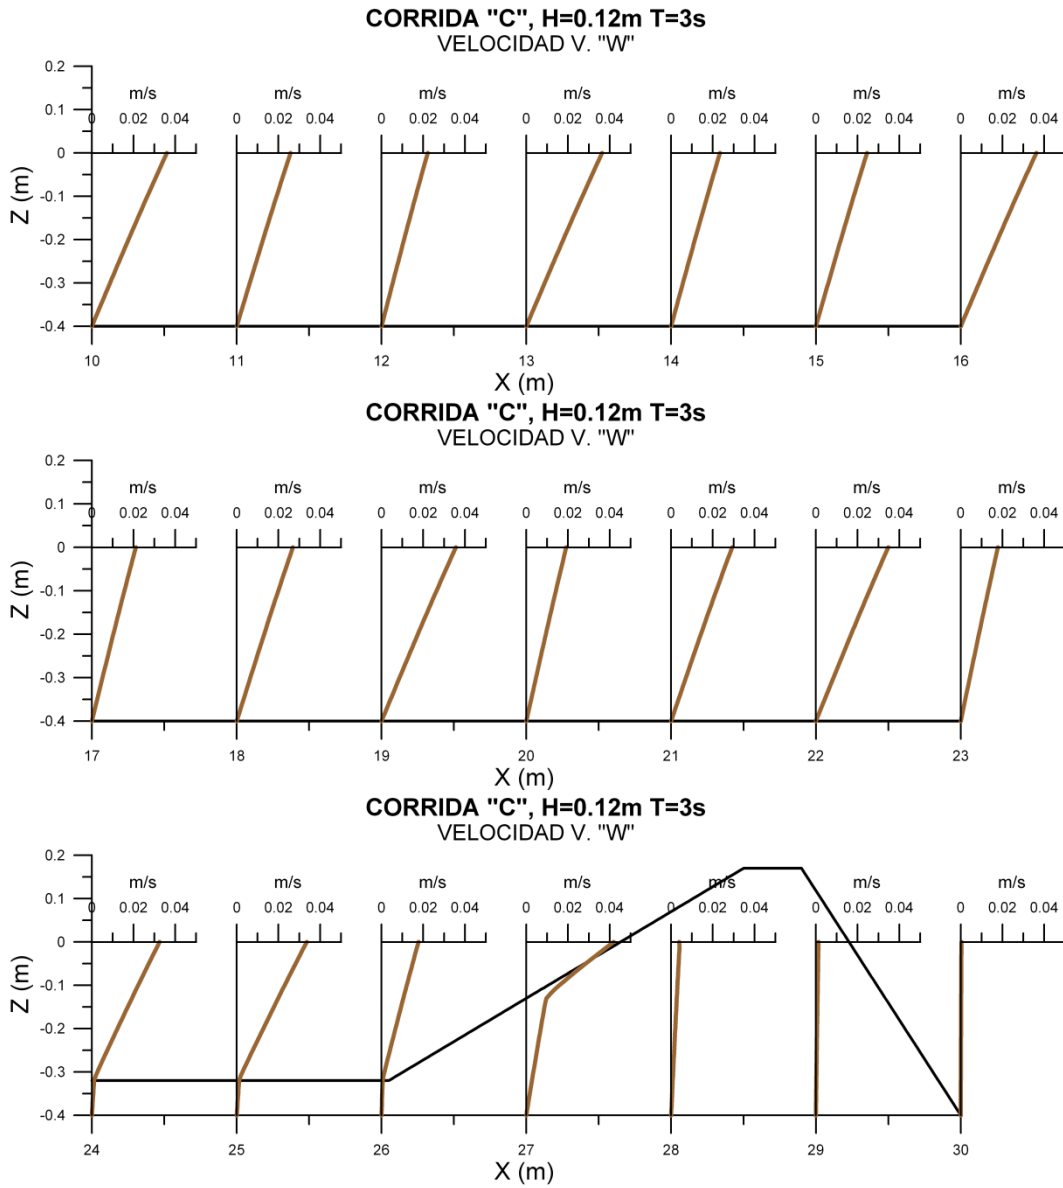 CORRIDA "C", H=0.12m T=3s
VELOCIDAD V. "W"
0.2
m/s m/s m/s m/s m/s m/s m/s
0.1
0 0.02 0.04 0 0.02 0.04 0 0.02 0.04 0 0.02 0.04 0 0.02 0.04 0 0.02 0.04 0 0.02 0.04
0
-0.1
Z (m)
-0.2
-0.3
-0.4
10 11 12 13 14 15 16
X (m)
CORRIDA "C", H=0.12m T=3s
VELOCIDAD V. "W"
0.2
m/s m/s m/s m/s m/s m/s m/s
0.1
0 0.02 0.04 0 0.02 0.04 0 0.02 0.04 0 0.02 0.04 0 0.02 0.04 0 0.02 0.04 0 0.02 0.04
0
-0.1
Z (m)
-0.2
-0.3
-0.4
17 18 19 20 21 22 23
X (m)
CORRIDA "C", H=0.12m T=3s
VELOCIDAD V. "W"
0.2
m/s m/s m/s m/s m/s m/s m/s
0.1
0 0.02 0.04 0 0.02 0.04 0 0.02 0.04 0 0.02 0.04 0 0.02 0.04 0 0.02 0.04 0 0.02 0.04
0
-0.1
Z (m)
-0.2
-0.3
-0.4
24 25 26 27 28 29 30
X (m)